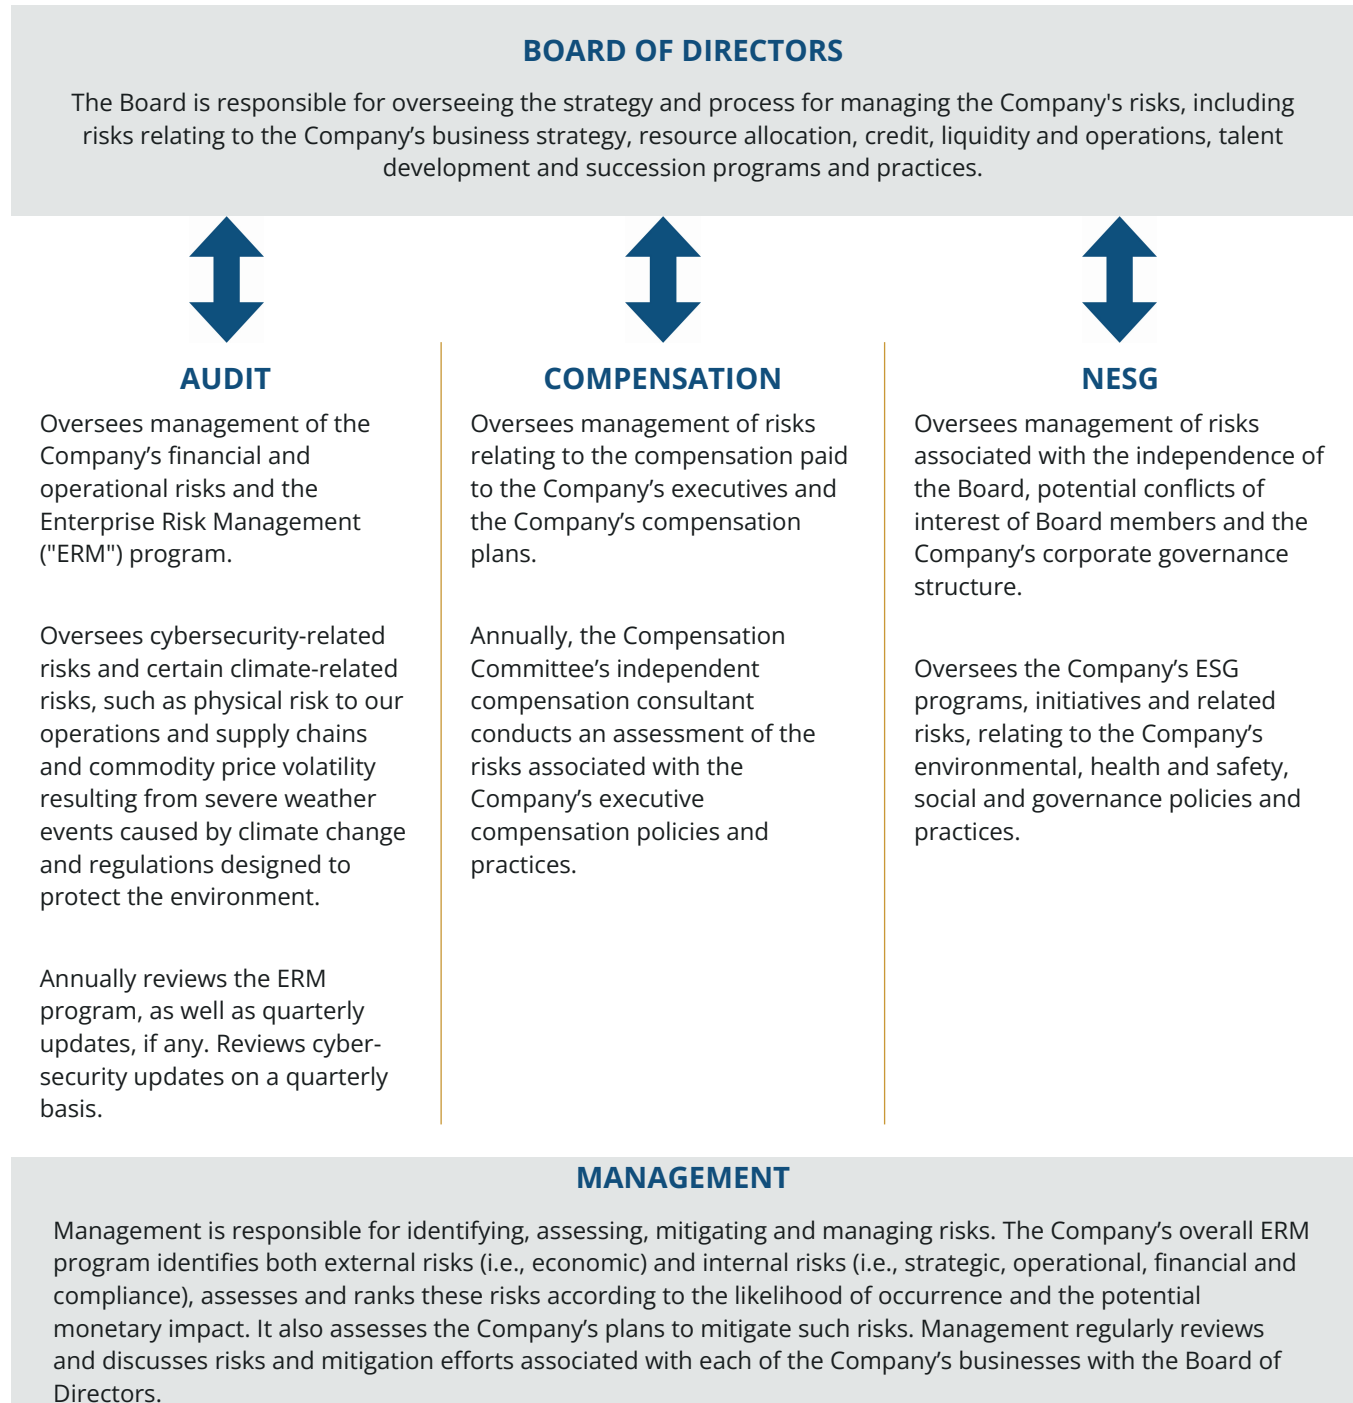 BOARD OF DIRECTORS
The Board is responsible for overseeing the strategy and process for managing the Company's risks, including
risks relating to the Company’s business strategy, resource allocation, credit, liquidity and operations, talent
development and succession programs and practices.
AUDIT
Oversees management of the
Company’s financial and
operational risks and the
Enterprise Risk Management
("ERM") program.
Oversees cybersecurity-related
risks and certain climate-related
risks, such as physical risk to our
operations and supply chains
and commodity price volatility
resulting from severe weather
events caused by climate change
and regulations designed to
protect the environment.
Annually reviews the ERM
program, as well as quarterly
updates, if any. Reviews cyber-
security updates on a quarterly
basis.
COMPENSATION
Oversees management of risks
relating to the compensation paid
to the Company’s executives and
the Company’s compensation
plans.
Annually, the Compensation
Committee’s independent
compensation consultant
conducts an assessment of the
risks associated with the
Company’s executive
compensation policies and
practices.
NESG
Oversees management of risks
associated with the independence of
the Board, potential conflicts of
interest of Board members and the
Company’s corporate governance
structure.
Oversees the Company’s ESG
programs, initiatives and related
risks, relating to the Company’s
environmental, health and safety,
social and governance policies and
practices.
MANAGEMENT
Management is responsible for identifying, assessing, mitigating and managing risks. The Company’s overall ERM
program identifies both external risks (i.e., economic) and internal risks (i.e., strategic, operational, financial and
compliance), assesses and ranks these risks according to the likelihood of occurrence and the potential
monetary impact. It also assesses the Company’s plans to mitigate such risks. Management regularly reviews
and discusses risks and mitigation efforts associated with each of the Company’s businesses with the Board of
Directors.